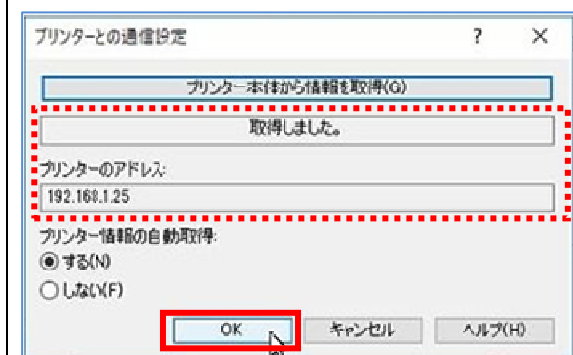 プリンターとの通信設定 ?
プリンター本体から情報を取得(G)
取得しました。
プリンターのアドレス:
192.168.1.25
プリンター情報の自動取得:
する(N)
しない(F)
OK キャンセル ヘルプ(H)